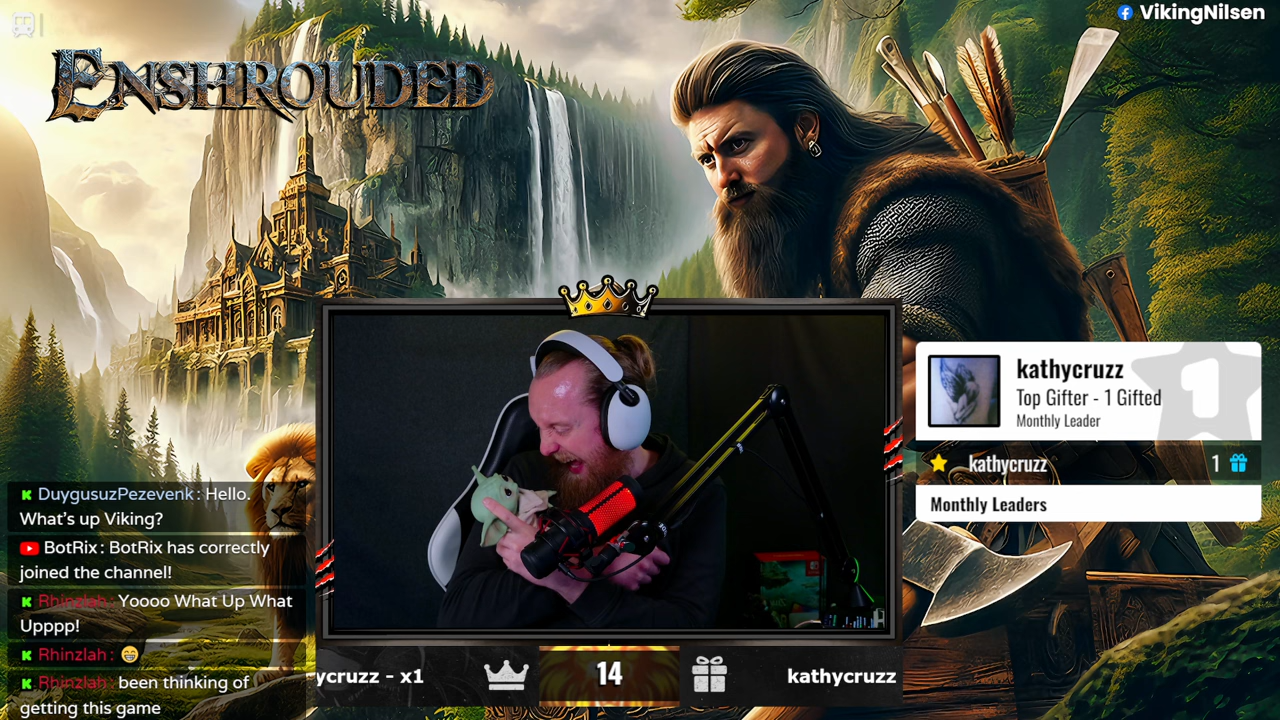 VikingNilsen
ENSHROUDED
kathycruzz
Top Gifter - 1 Gifted
Monthly Leader
1
kathycruzz
1
Monthly Leaders
DuygusuzPezevenk: Hello.
What's up Viking?
BotRix: BotRix has correctly
joined the channel!
Rhinzlah: Yoooo What Up What
Upppp!
Rhinzlah: 😁
Rhinzlah: been thinking of
getting this game
ycruzz - x1
14
kathycruzz